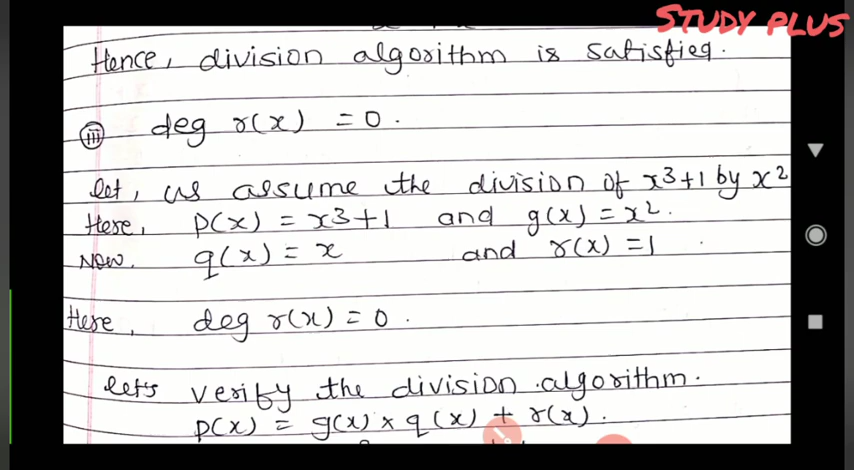 STUDY PLUS
Hence, division algorithm is satisfied.
(iii) deg r(x) = 0.
let, us assume the division of x3+1 by x2
Here, p(x) = x3+1 and g(x) = x2.
Now. q(x) = x and r(x) = 1
Here, deg r(x) = 0.
let's verify the division algorithm.
p(x) = g(x) × q(x) + r(x).